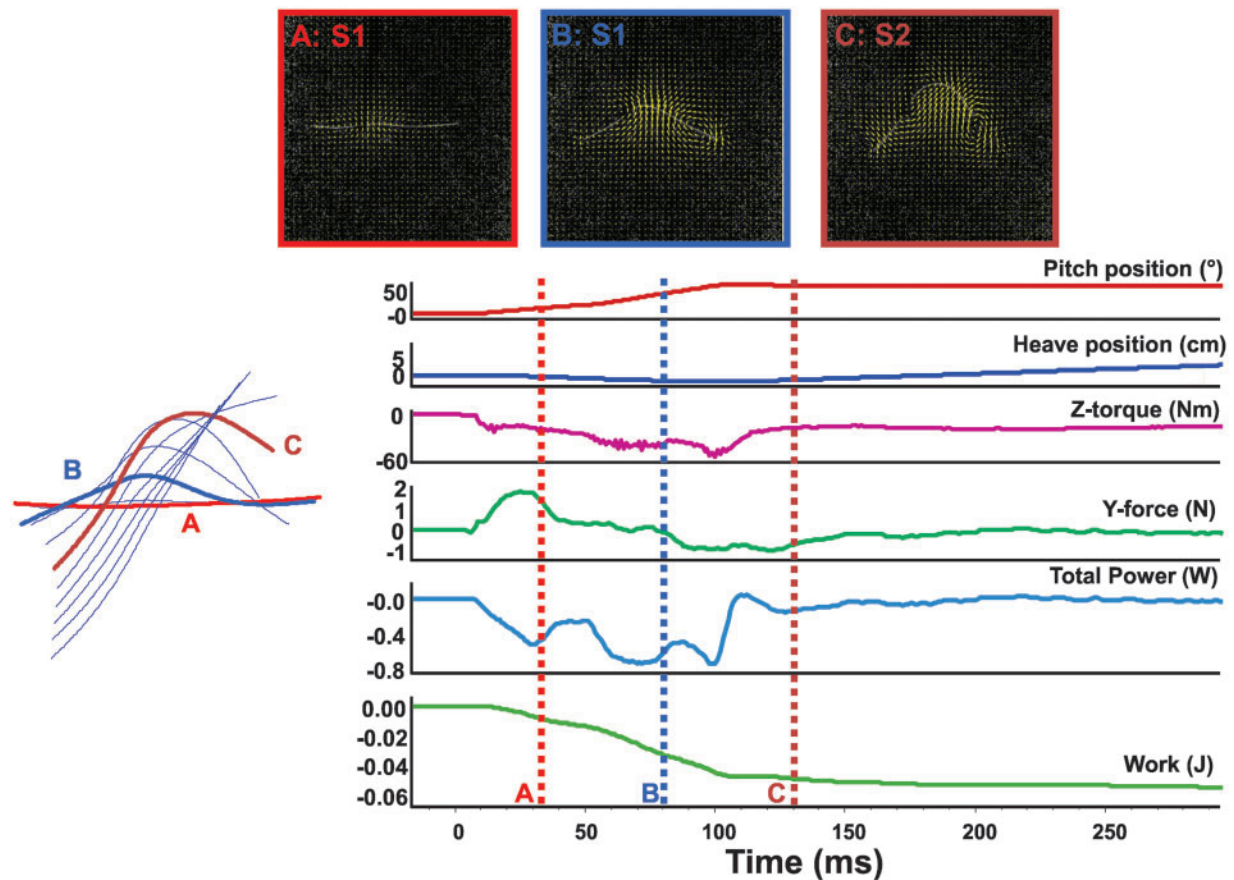 A: S1
B: S1
C: S2
Pitch position (°)
50
-0
Heave position (cm)
5
0
Z-torque (Nm)
0
-60
Y-force (N)
2
1
0
-1
Total Power (W)
-0.0
-0.4
-0.8
Work (J)
0.00
-0.02
-0.04
-0.06
A
B
C
0 50 100 150 200 250
Time (ms)
B
C
A